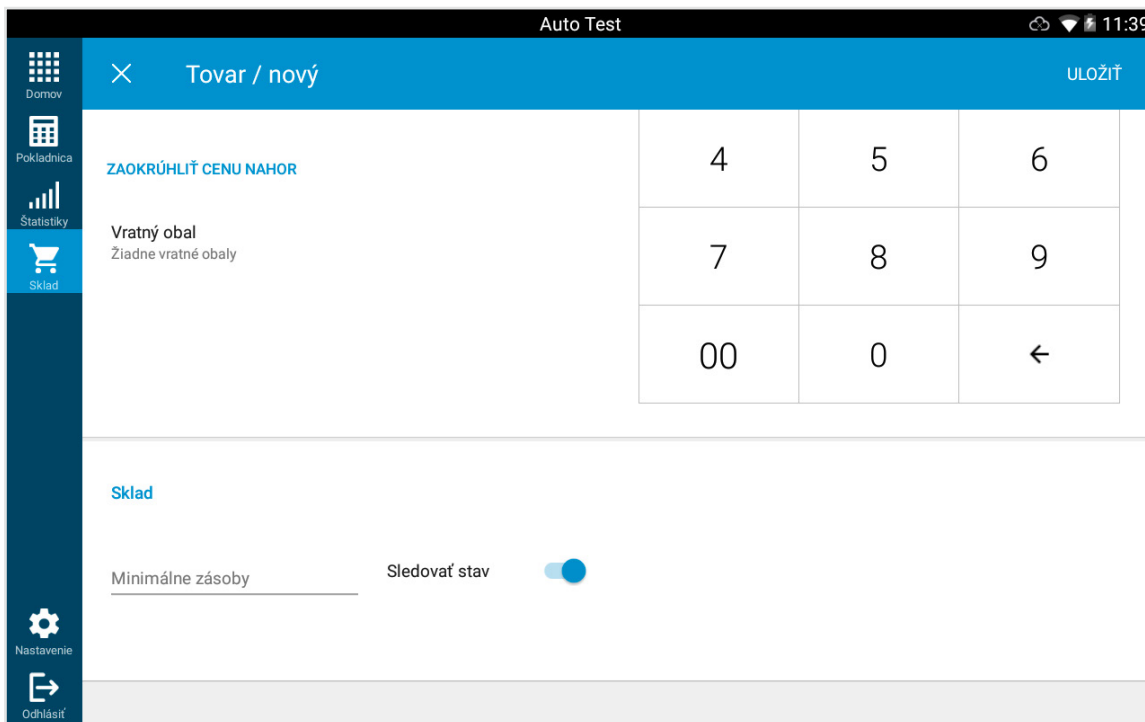 Auto Test
11:39
Domov
Tovar / nový
ULOŽIŤ
Pokladnica
Štatistiky
Sklad
ZAOKRÚHLIŤ CENU NAHOR
Vratný obal
Žiadne vratné obaly
4 5 6
7 8 9
00 0
Sklad
Minimálne zásoby
Sledovať stav
Nastavenie
Odhlásiť